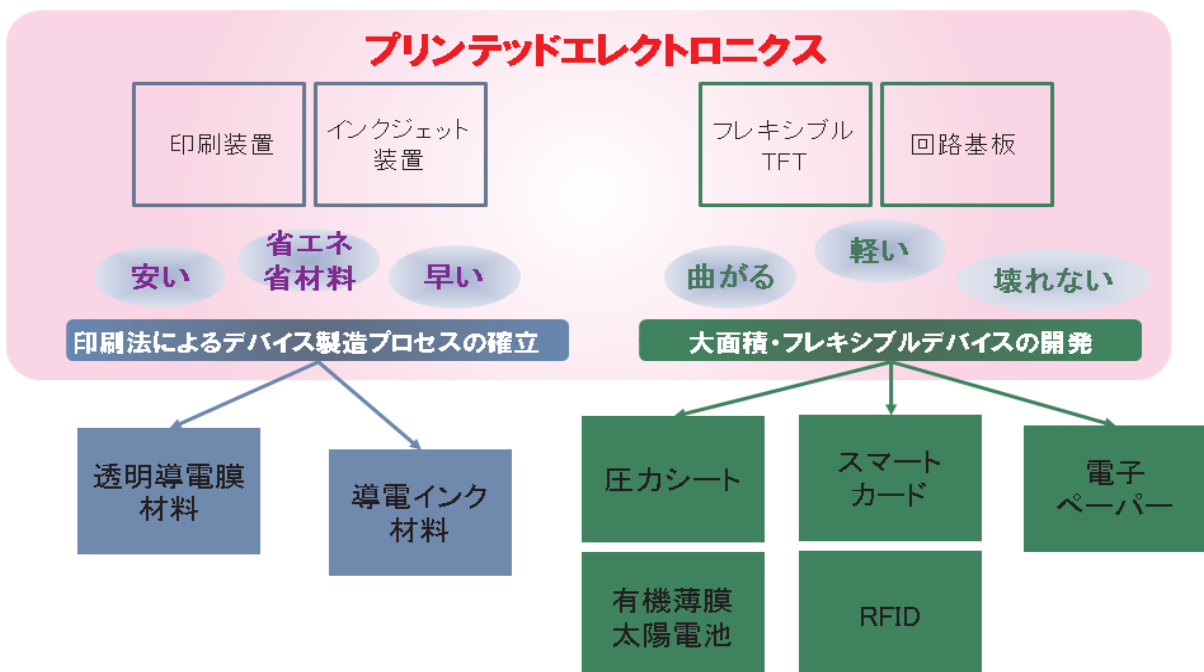 プリンテッドエレクトロニクス
印刷装置
インクジェット
装置
フレキシブル
TFT
回路基板
安い
省エネ
省材料
早い
曲がる
軽い
壊れない
印刷法によるデバイス製造プロセスの確立
大面積・フレキシブルデバイスの開発
透明導電膜
材料
導電インク
材料
圧力シート
スマート
カード
電子
ペーパー
有機薄膜
太陽電池
RFID